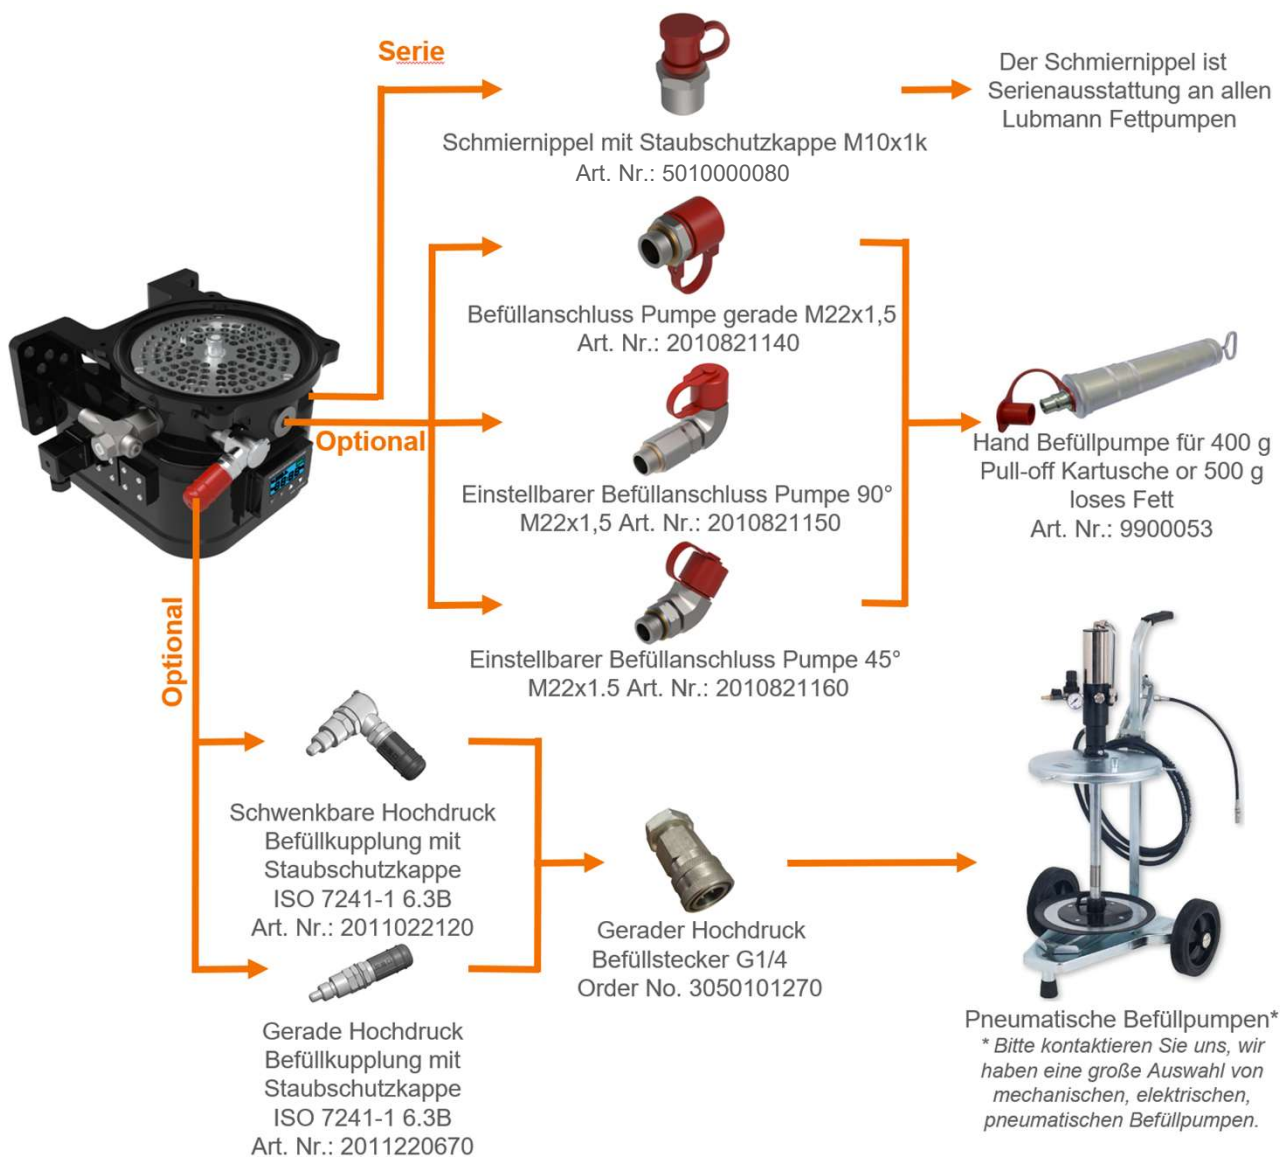 Serie
Der Schmiernippel ist
Serienausstattung an allen
Lubmann Fettpumpen
Schmiernippel mit Staubschutzkappe M10x1k
Art. Nr.: 5010000080
Befüllanschluss Pumpe gerade M22x1,5
Art. Nr.: 2010821140
Optional
Einstellbarer Befüllanschluss Pumpe 90°
M22x1,5 Art. Nr.: 2010821150
Hand Befüllpumpe für 400 g
Pull-off Kartusche or 500 g
loses Fett
Art. Nr.: 9900053
Einstellbarer Befüllanschluss Pumpe 45°
M22x1.5 Art. Nr.: 2010821160
Optional
Schwenkbare Hochdruck
Befüllkupplung mit
Staubschutzkappe
ISO 7241-1 6.3B
Art. Nr.: 2011022120
Gerader Hochdruck
Befüllstecker G1/4
Order No. 3050101270
Gerade Hochdruck
Befüllkupplung mit
Staubschutzkappe
ISO 7241-1 6.3B
Art. Nr.: 2011220670
Pneumatische Befüllpumpen*
* Bitte kontaktieren Sie uns, wir
haben eine große Auswahl von
mechanischen, elektrischen,
pneumatischen Befüllpumpen.